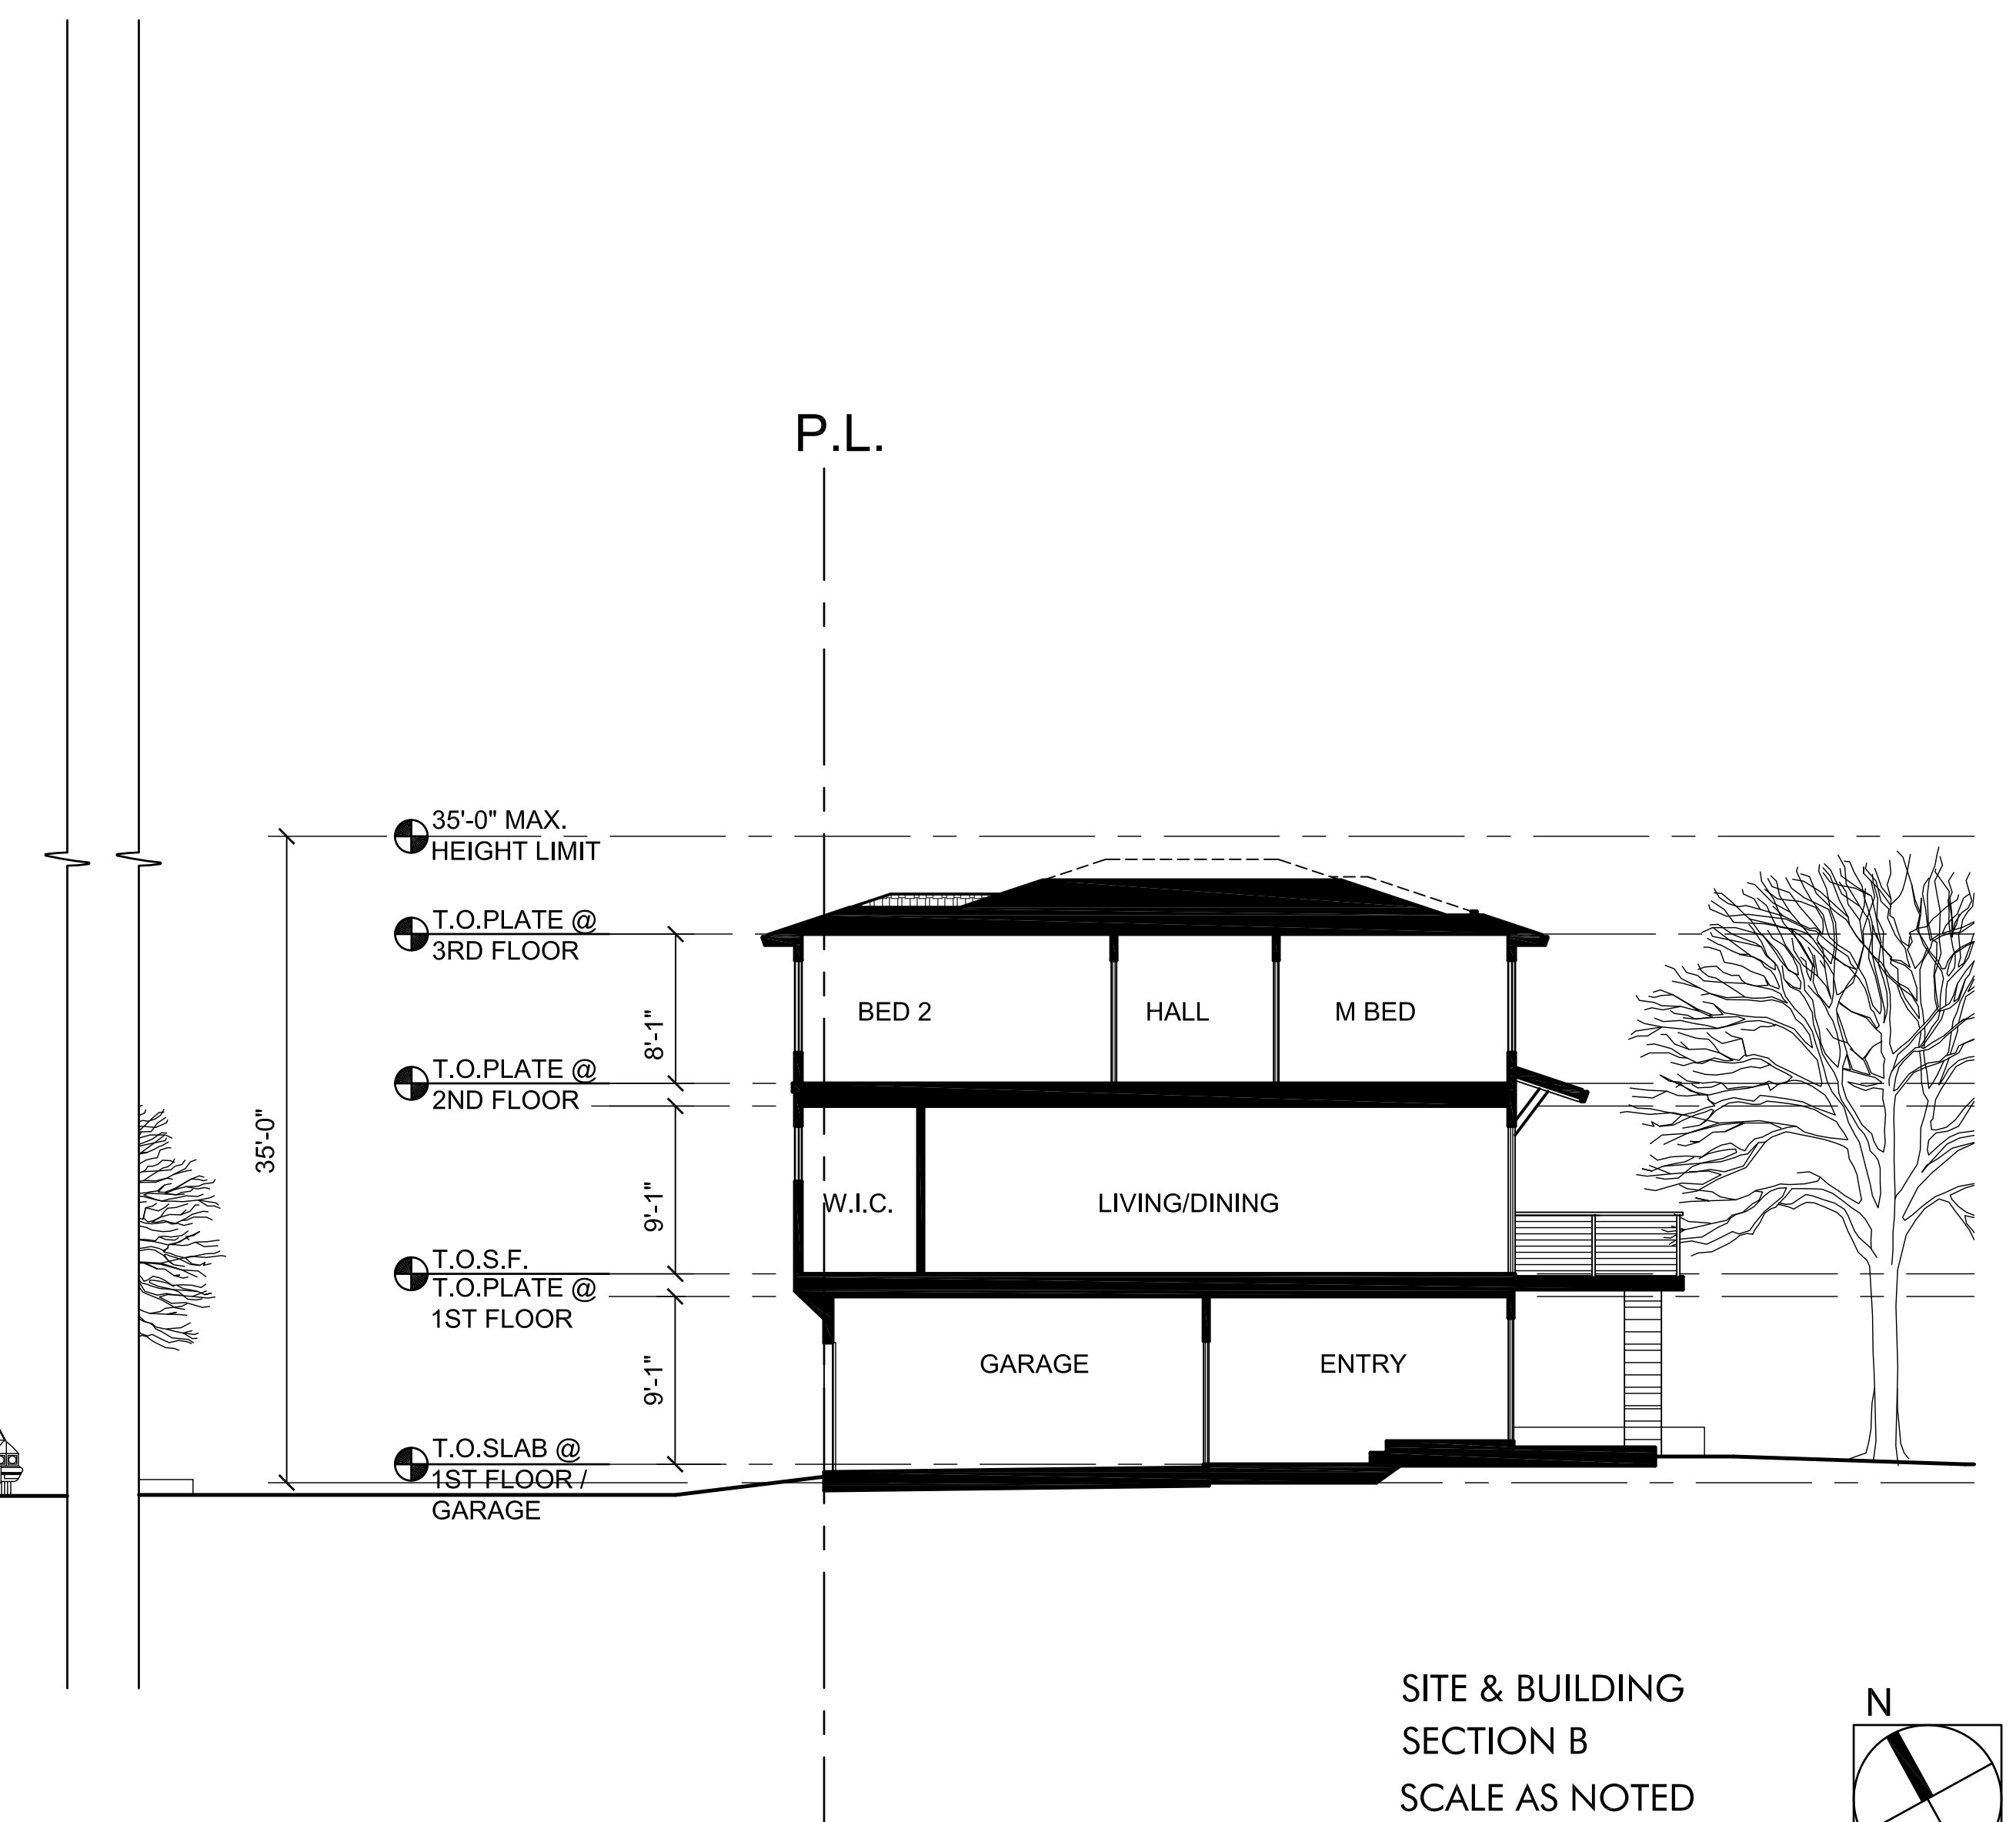 P.L.
35'-0" MAX.
HEIGHT LIMIT
T.O.PLATE @
3RD FLOOR
BED 2
HALL
M BED
8'-1"
T.O.PLATE @
2ND FLOOR
35'-0"
9'-1"
W.I.C.
LIVING/DINING
T.O.S.F.
T.O.PLATE @
1ST FLOOR
GARAGE
ENTRY
9'-1"
T.O.SLAB @
1ST FLOOR /
GARAGE
SITE & BUILDING
SECTION B
SCALE AS NOTED
N